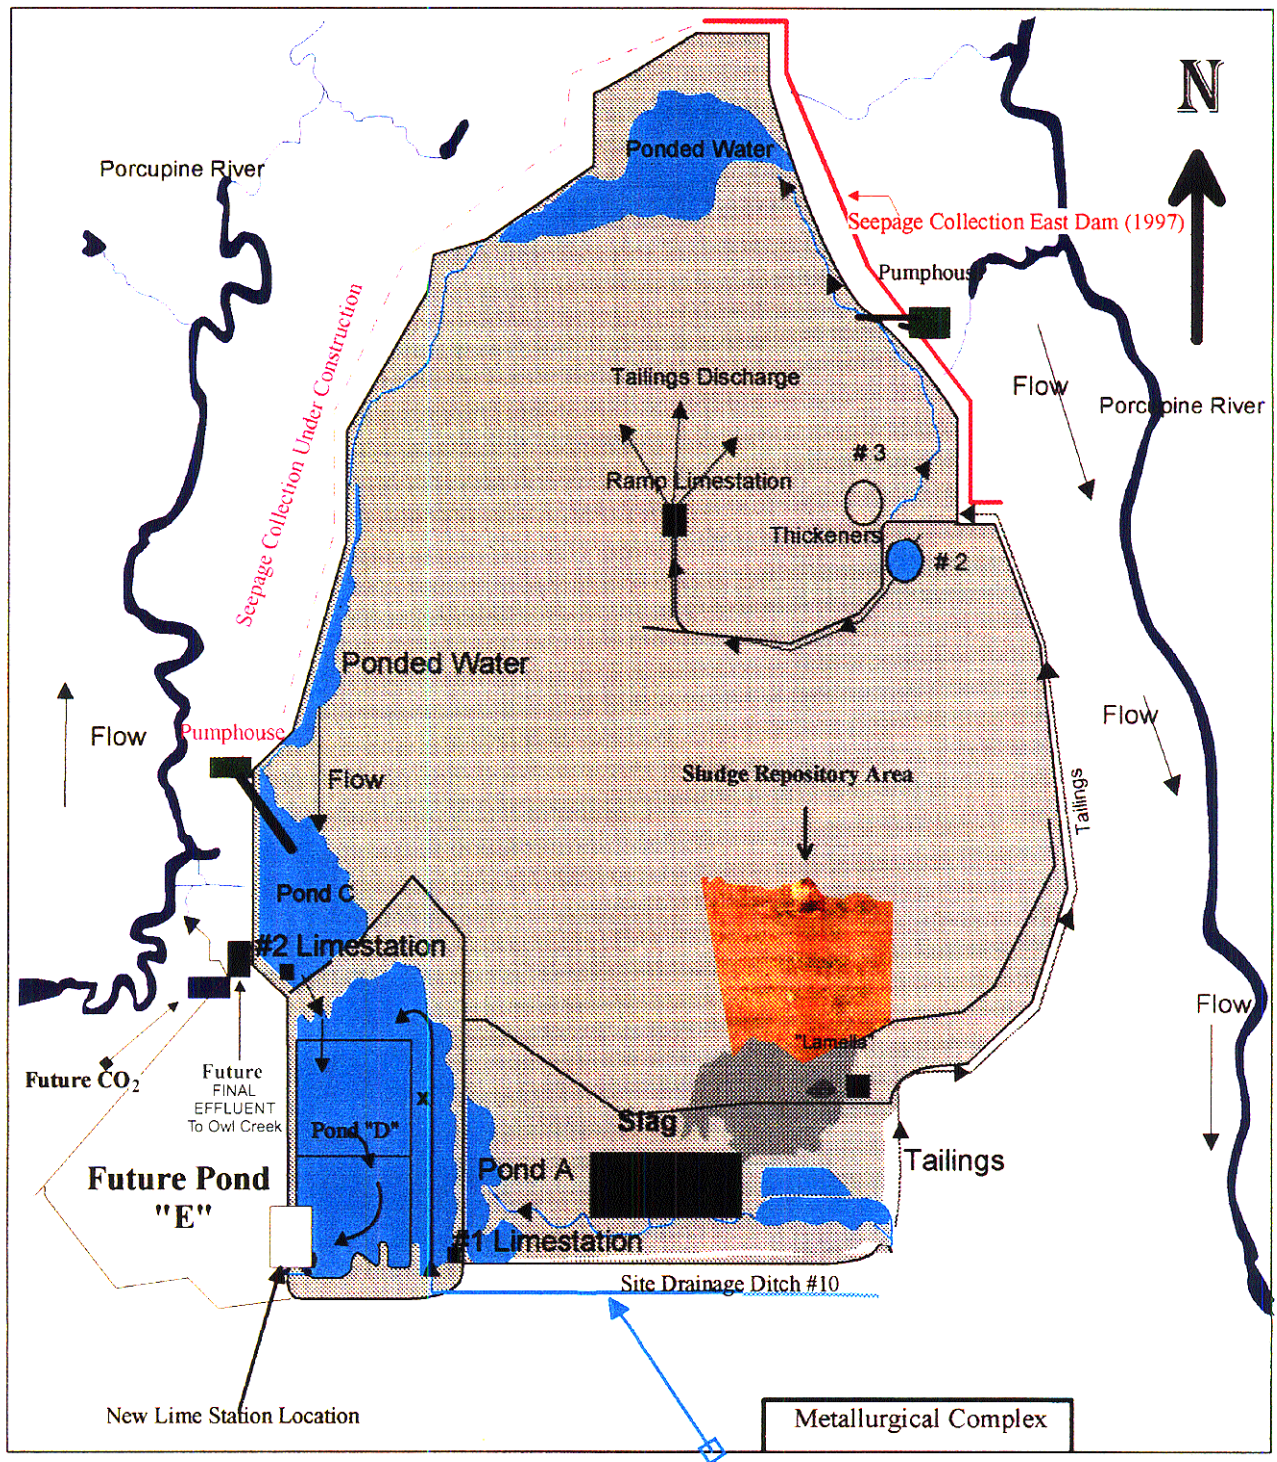 N
Ponded Water
Porcupine River
Seepage Collection East Dam (1997)
Pumphouse
Seepage Collection Under Construction
Tailings Discharge
Flow
Porcupine River
# 3
Ramp Limestation
Thickeners
# 2
Ponded Water
Flow
Flow
Pumphouse
Flow
Sludge Repository Area
Tailings
Pond C
#2 Limestation
Flow
"Lamella"
Future CO2
Future
FINAL
EFFLUENT
To Owl Creek
x
Slag
Pond "D"
Pond A
Tailings
Future Pond
"E"
#1 Limestation
Site Drainage Ditch #10
New Lime Station Location
Metallurgical Complex